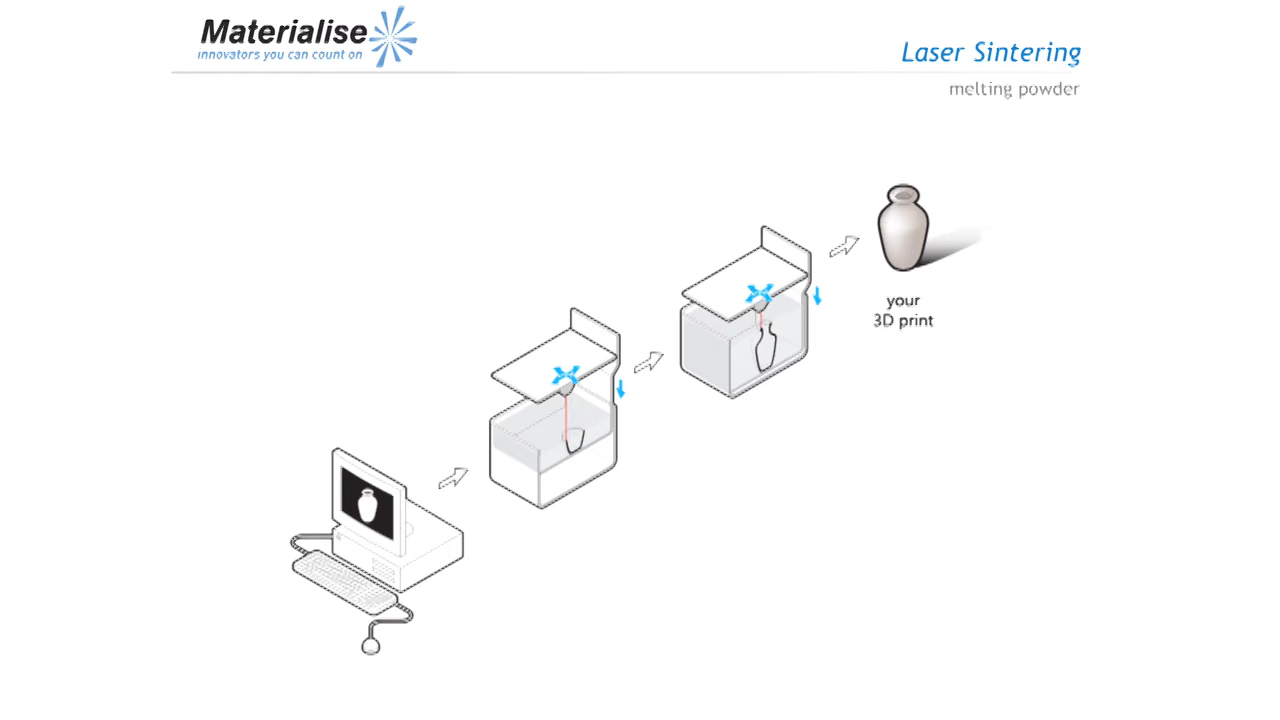 Materialise
innovators you can count on
Laser Sintering
melting powder
your
3D print